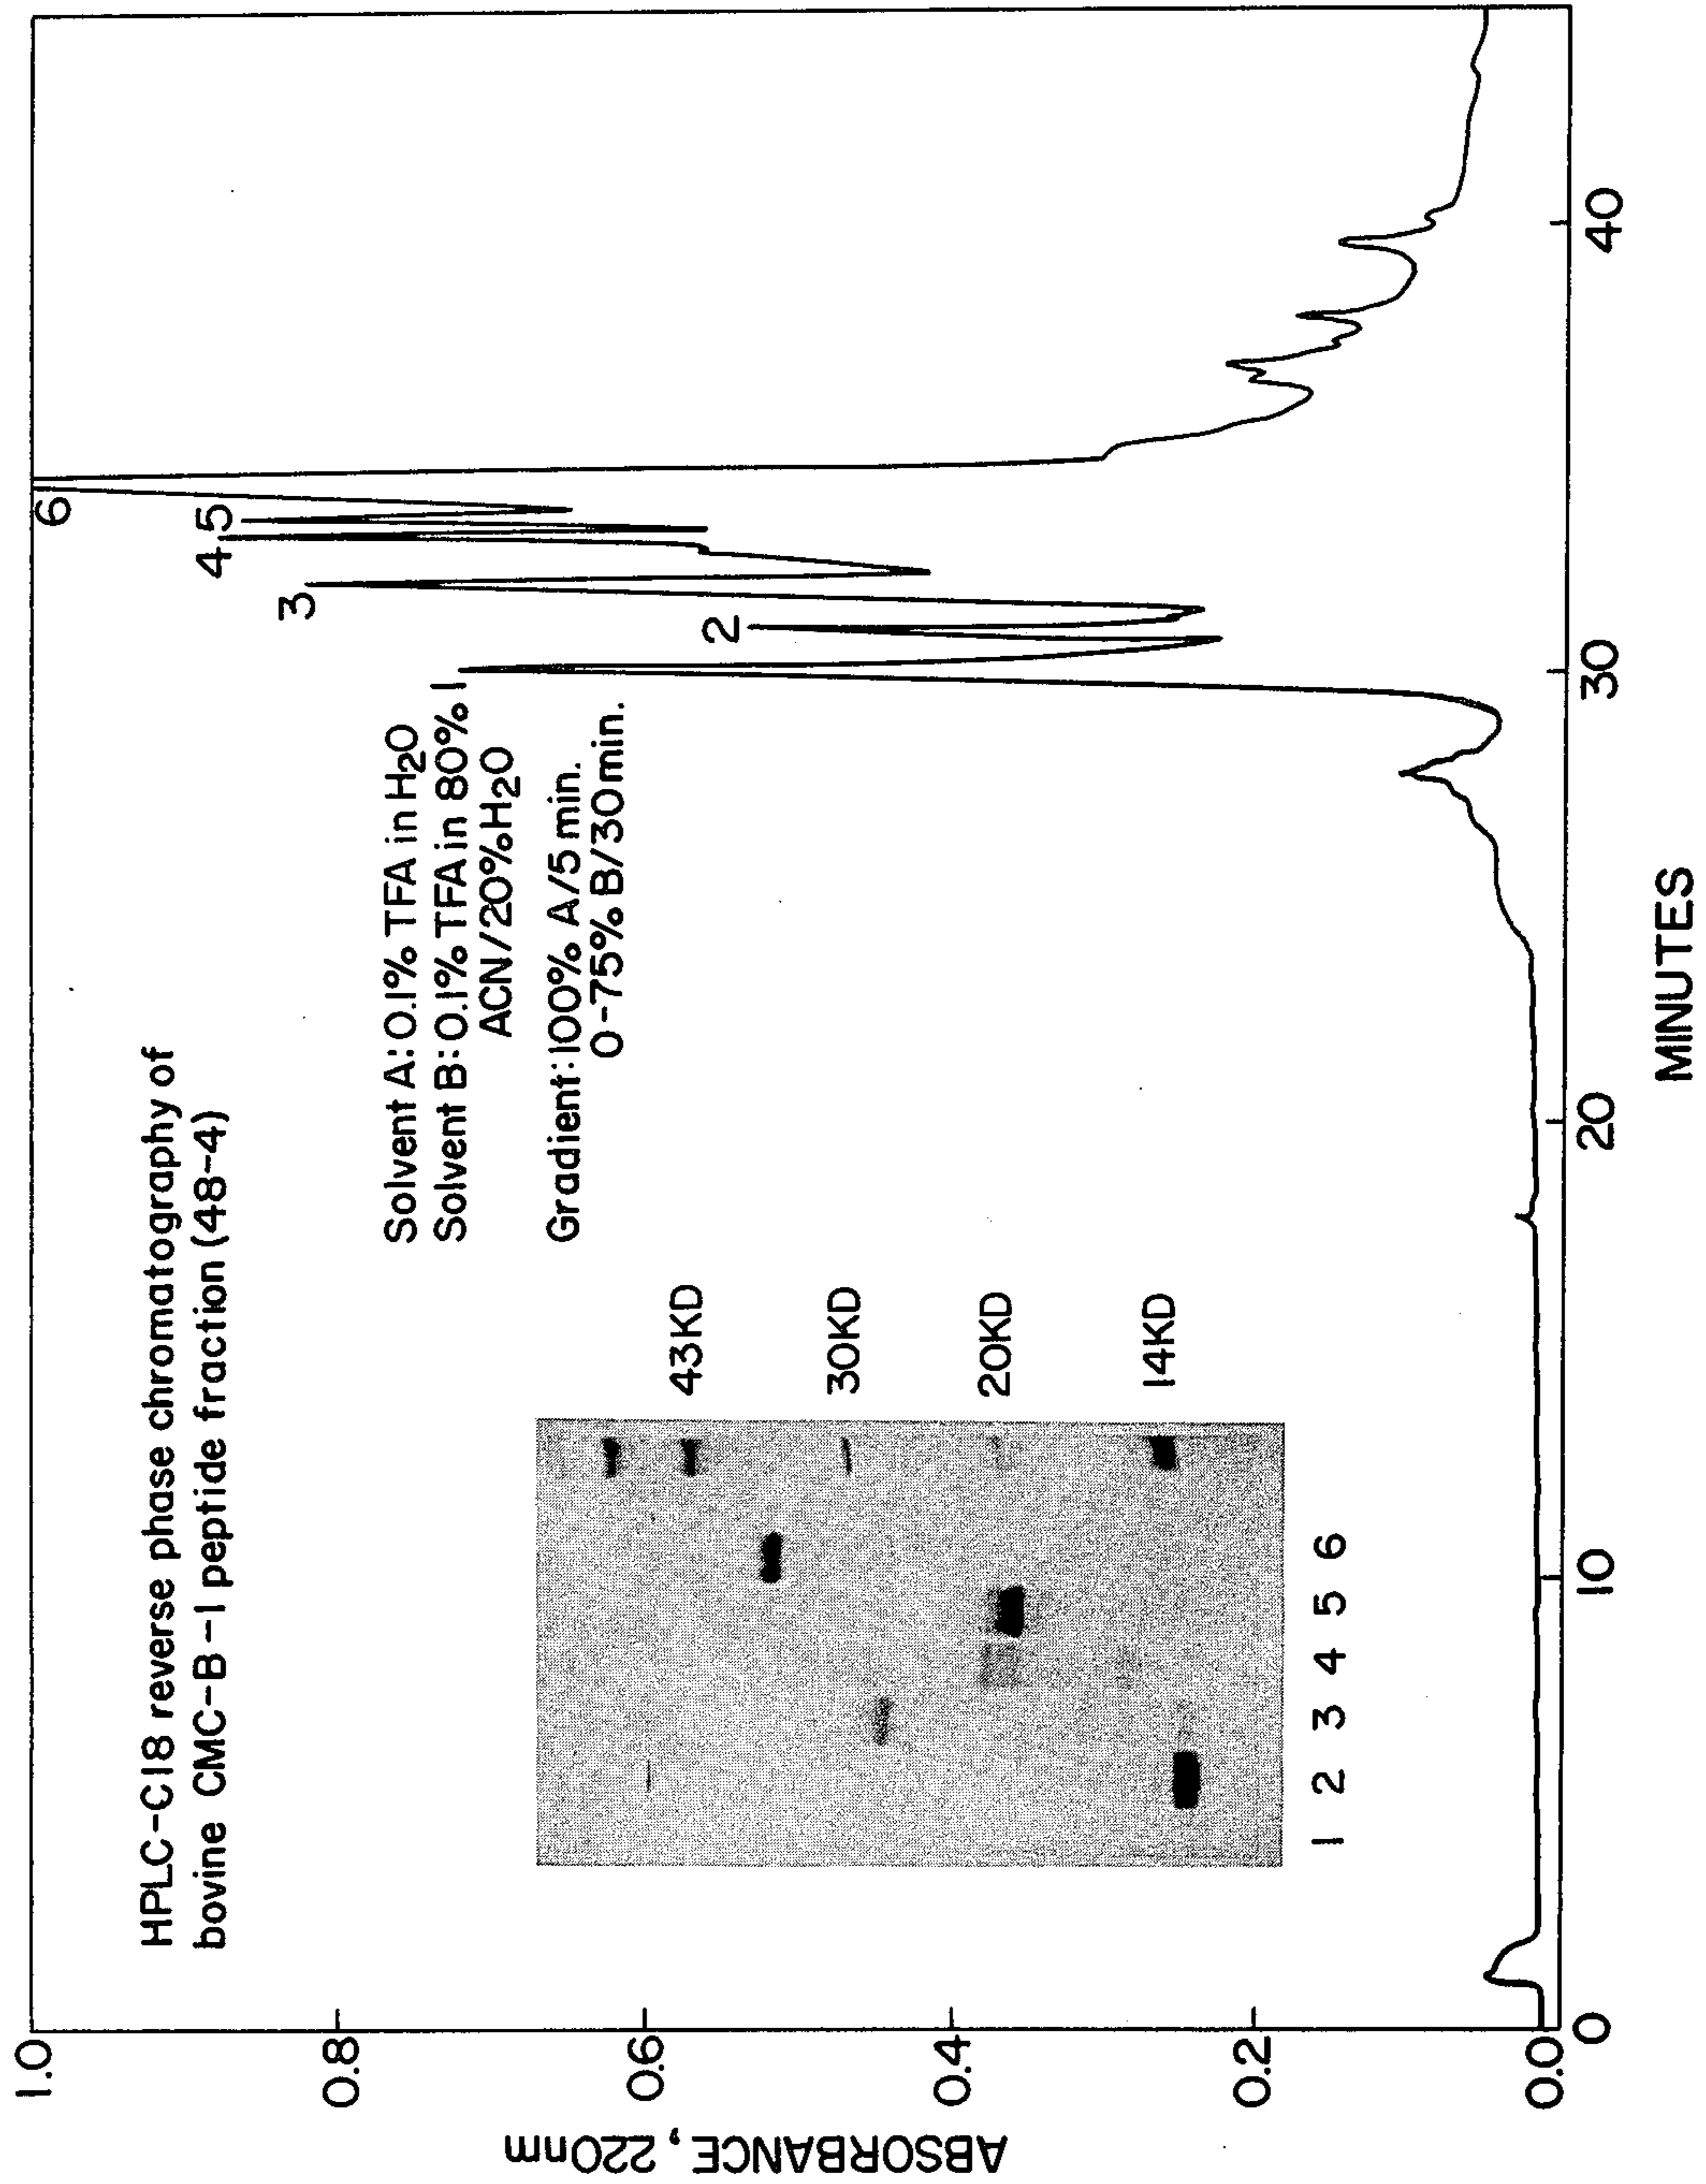 HPLC-C18 reverse phase chromatography of
bovine CMC-B-1 peptide fraction (48-4)
Solvent A: 0.1% TFA in H2O
Solvent B: 0.1% TFA in 80%
ACN/20% H2O
Gradient: 100% A/5 min.
0-75% B/30 min.
1
2
3
4
5
6
43KD
30KD
20KD
14KD
1 2 3 4 5 6
1.0
0.8
0.6
0.4
0.2
0.0
ABSORBANCE, 220nm
0 10 20 30 40
MINUTES